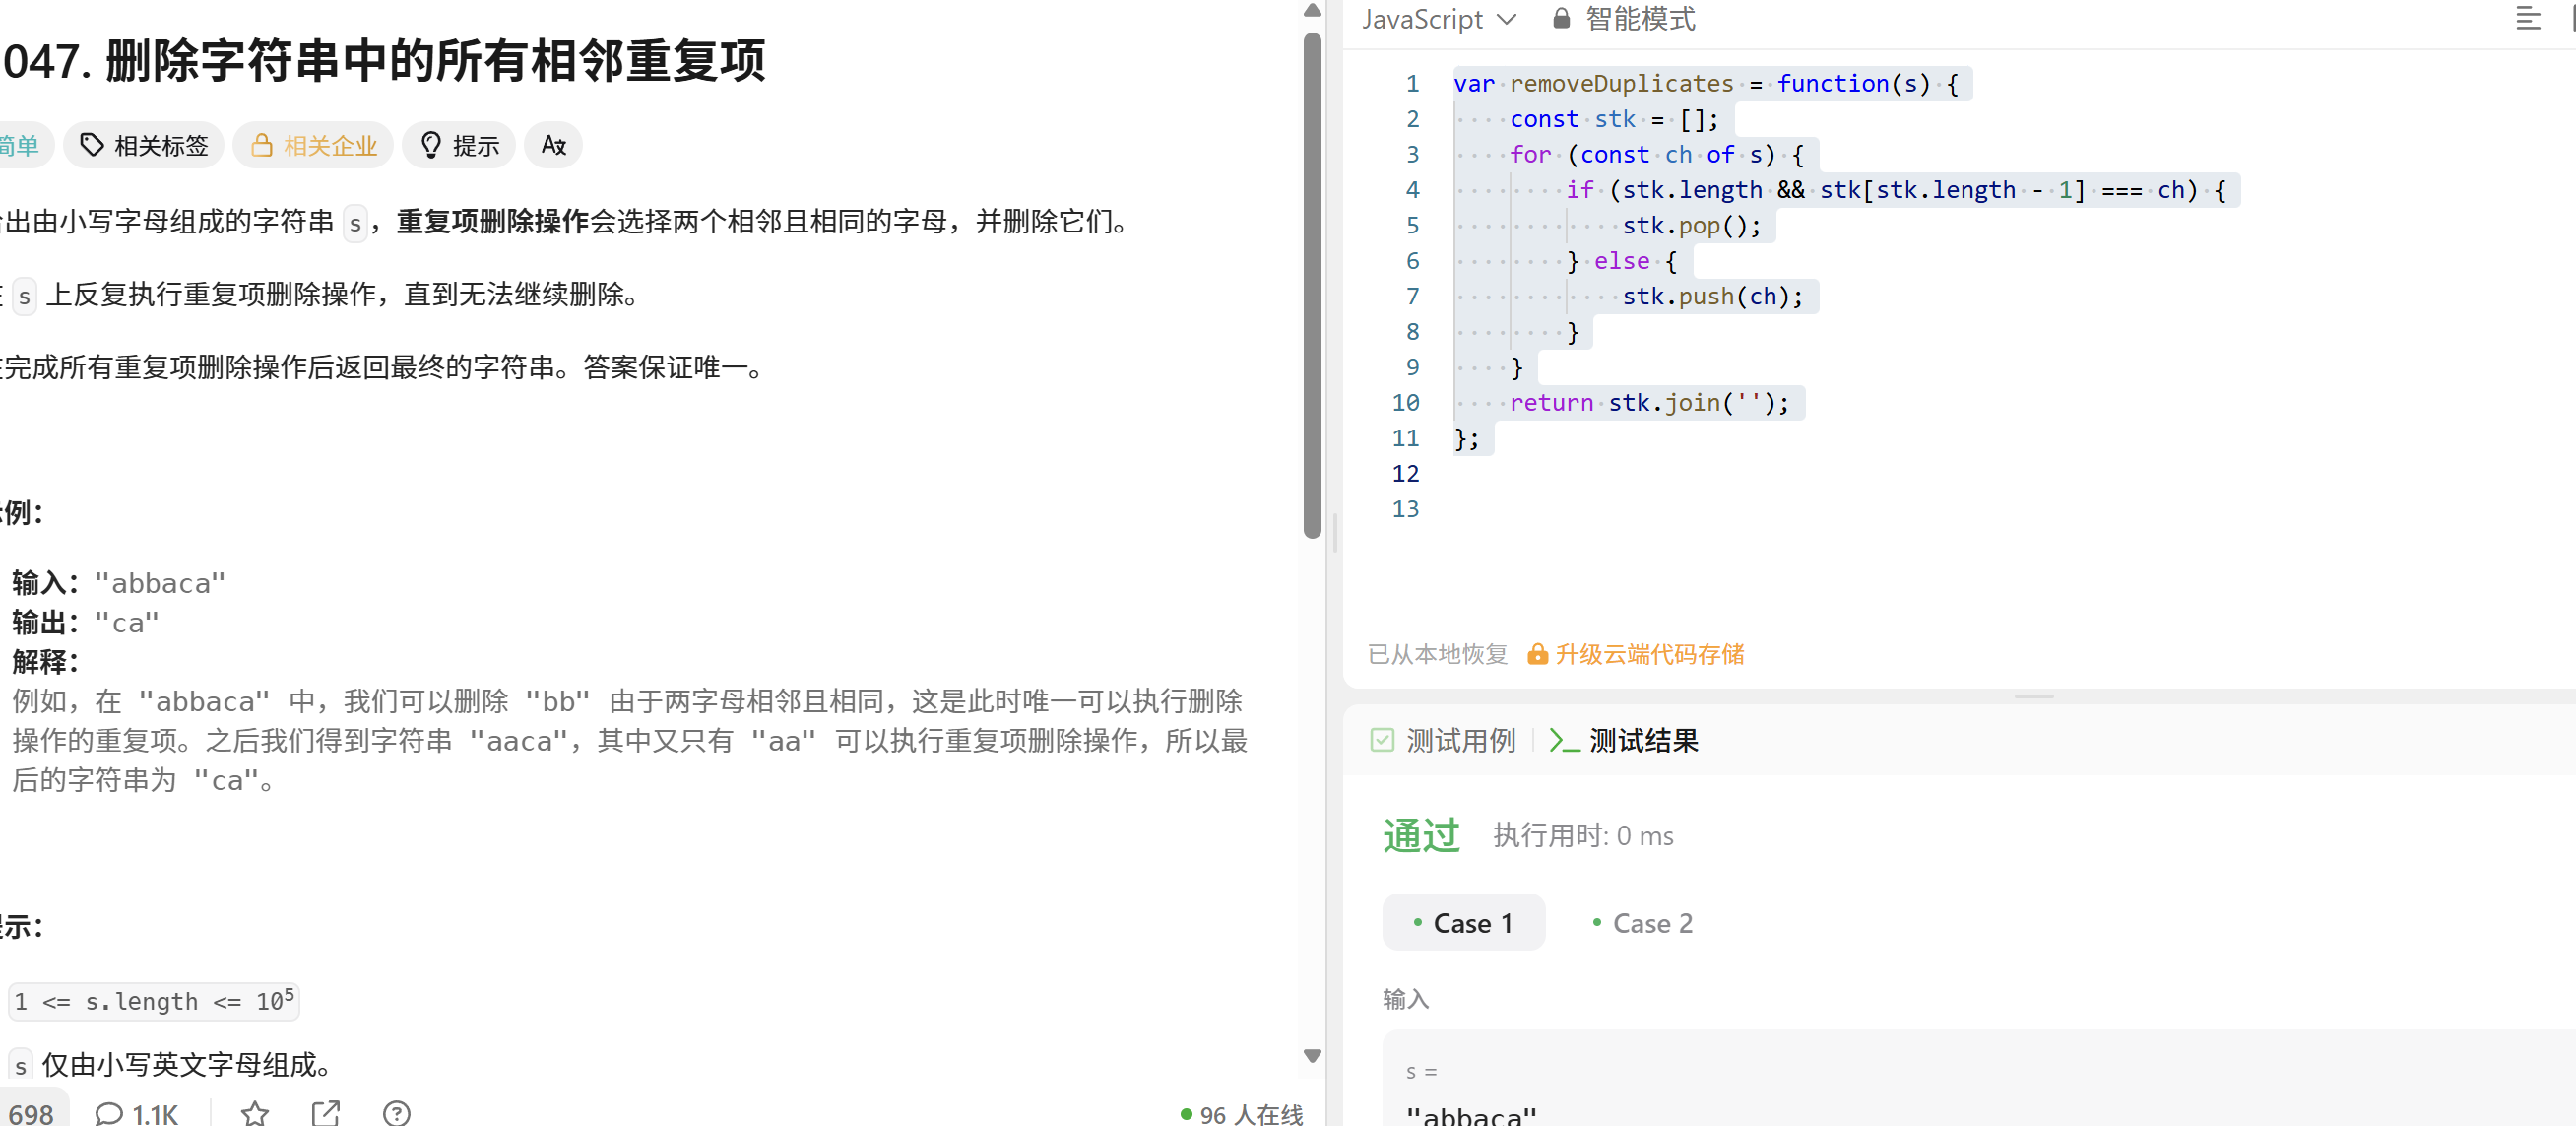 047. 删除字符串中的所有相邻重复项
简单 相关标签 相关企业 提示
出由小写字母组成的字符串 s，重复项删除操作会选择两个相邻且相同的字母，并删除它们。
s 上反复执行重复项删除操作，直到无法继续删除。
完成所有重复项删除操作后返回最终的字符串。答案保证唯一。
例：
输入："abbaca"
输出："ca"
解释：
例如，在 "abbaca" 中，我们可以删除 "bb" 由于两字母相邻且相同，这是此时唯一可以执行删除
操作的重复项。之后我们得到字符串 "aaca"，其中又只有 "aa" 可以执行重复项删除操作，所以最
后的字符串为 "ca"。
示：
1 <= s.length <= 10⁵
s 仅由小写英文字母组成。
698 1.1K 96 人在线
JavaScript 智能模式
1 var removeDuplicates = function(s) {
2     const stk = [];
3     for (const ch of s) {
4         if (stk.length && stk[stk.length - 1] === ch) {
5             stk.pop();
6         } else {
7             stk.push(ch);
8         }
9     }
10     return stk.join('');
11 };
12
13
已从本地恢复 升级云端代码存储
测试用例 测试结果
通过 执行用时: 0 ms
Case 1 Case 2
输入
s =
"abbaca"